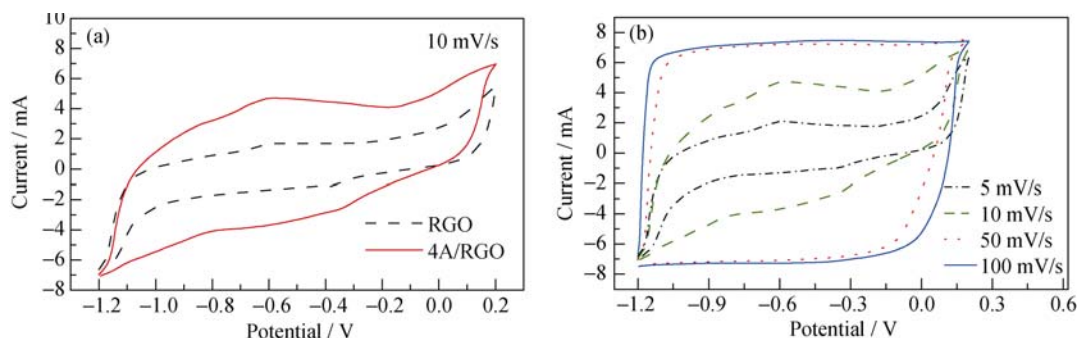 (a)
10 mV/s
10
8
6
4
2
0
−2
−4
−6
−8
Current / mA
RGO
4A/RGO
−1.2
−1.0
−0.8
−0.6
−0.4
−0.2
0.0
0.2
Potential / V
(b)
8
6
4
2
0
−2
−4
−6
−8
Current / mA
5 mV/s
10 mV/s
50 mV/s
100 mV/s
−1.2
−0.9
−0.6
−0.3
0.0
0.3
0.6
Potential / V